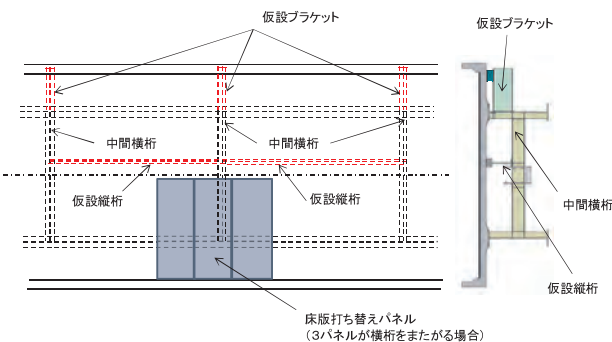 仮設ブラケット
仮設ブラケット
中間横桁
中間横桁
仮設縦桁
仮設縦桁
中間横桁
仮設縦桁
床版打ち替えパネル
(3パネルが横桁をまたがる場合)